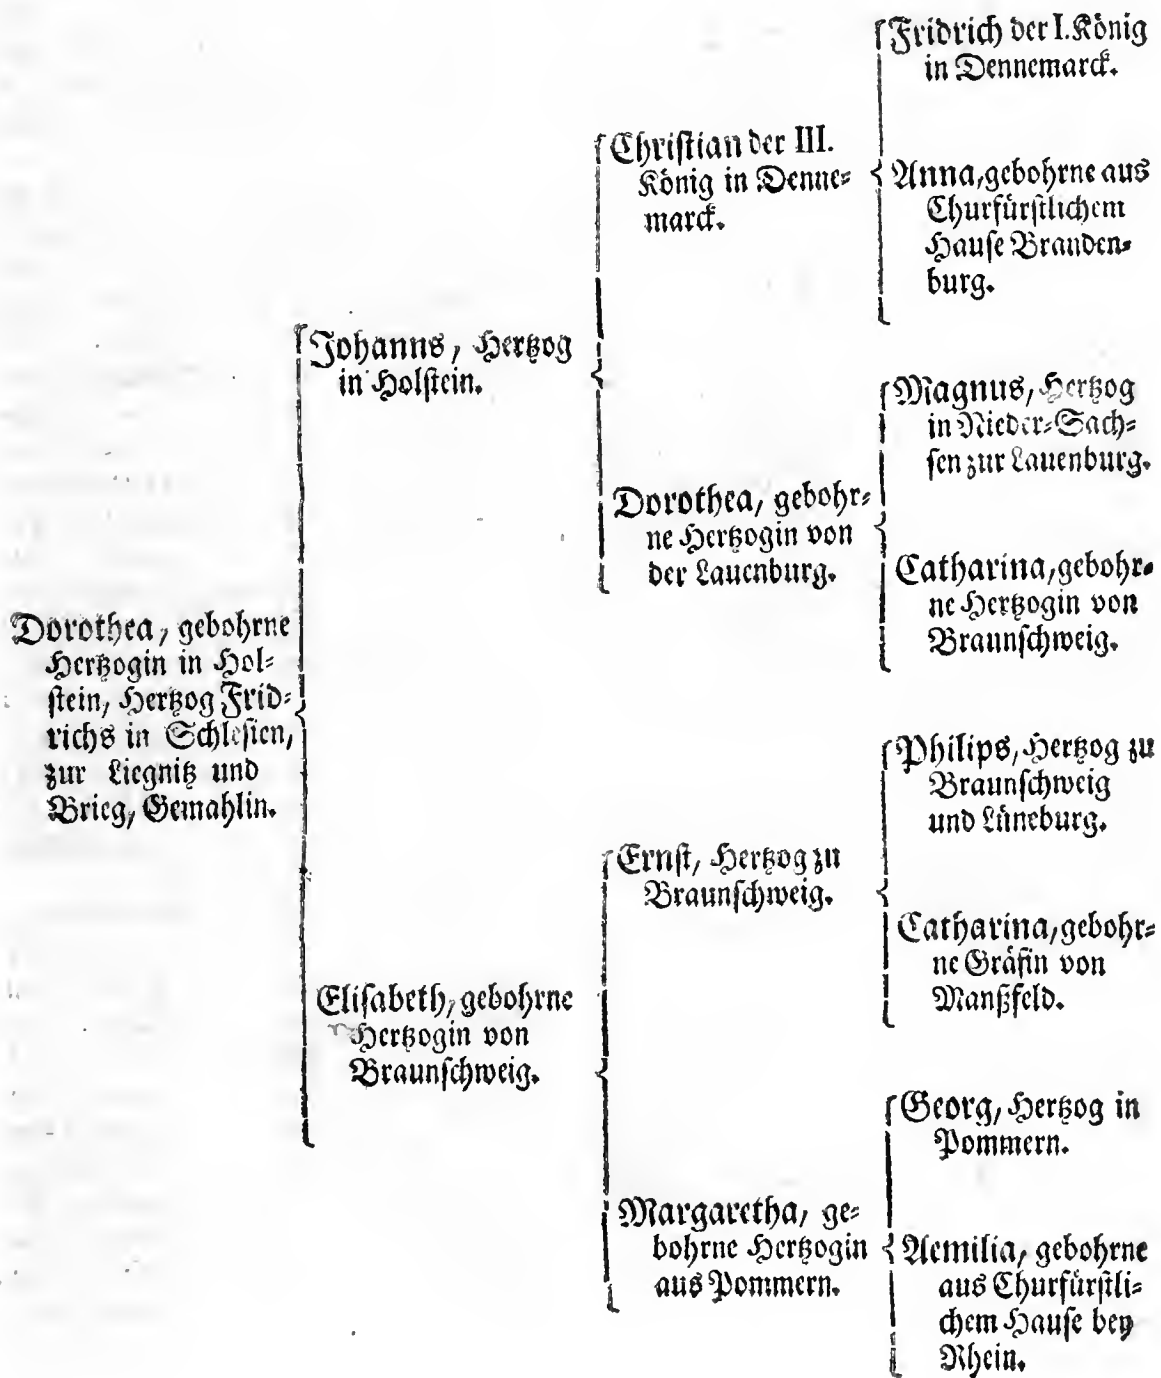 Dorothea, gebohrne
Hertzogin in Hol-
stein, Hertzog Frid-
richs in Schlesien,
zur Liegnitz und
Brieg, Gemahlin.
Johanns, Hertzog
in Holstein.
Elisabeth, gebohrne
Hertzogin von
Braunschweig.
Christian der III.
König in Denne-
marck.
Dorothea, gebohr-
ne Hertzogin von
der Lauenburg.
Ernst, Hertzog zu
Braunschweig.
Margaretha, ge-
bohrne Hertzogin
aus Pommern.
Fridrich der I. König
in Dennemarck.
Anna, gebohrne aus
Churfürstlichem
Hause Branden-
burg.
Magnus, Hertzog
in Nieder-Sach-
sen zur Lauenburg.
Catharina, gebohr-
ne Hertzogin von
Braunschweig.
Philips, Hertzog zu
Braunschweig
und Lüneburg.
Catharina, gebohr-
ne Gräfin von
Manßfeld.
Georg, Hertzog in
Pommern.
Aemilia, gebohrne
aus Churfürstli-
chem Hause bey
Rhein.